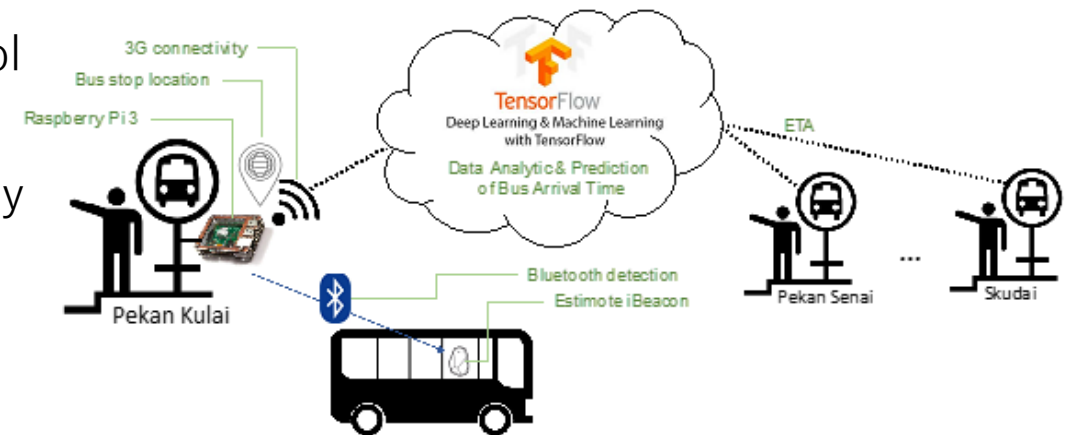 ol
y
3G connectivity
Bus stop location
Raspberry Pi 3
TensorFlow
Deep Learning & Machine Learning
with TensorFlow
Data Analytic & Prediction
of Bus Arrival Time
ETA
Bluetooth detection
Estimote iBeacon
Pekan Kulai
Pekan Senai
...
Skudai